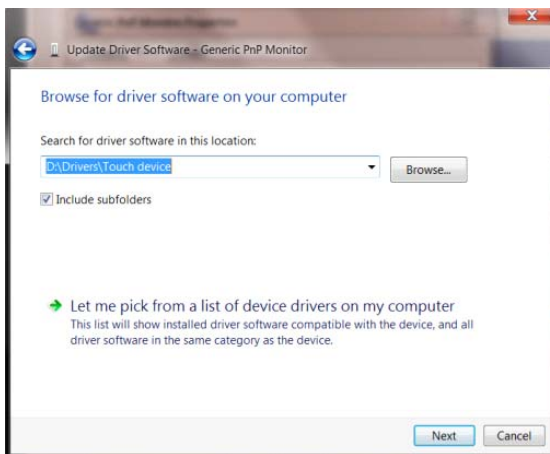 Update Driver Software - Generic PnP Monitor
Browse for driver software on your computer
Search for driver software in this location:
D:\Drivers\Touch device
Browse...
Include subfolders
Let me pick from a list of device drivers on my computer
This list will show installed driver software compatible with the device, and all
driver software in the same category as the device.
Next
Cancel